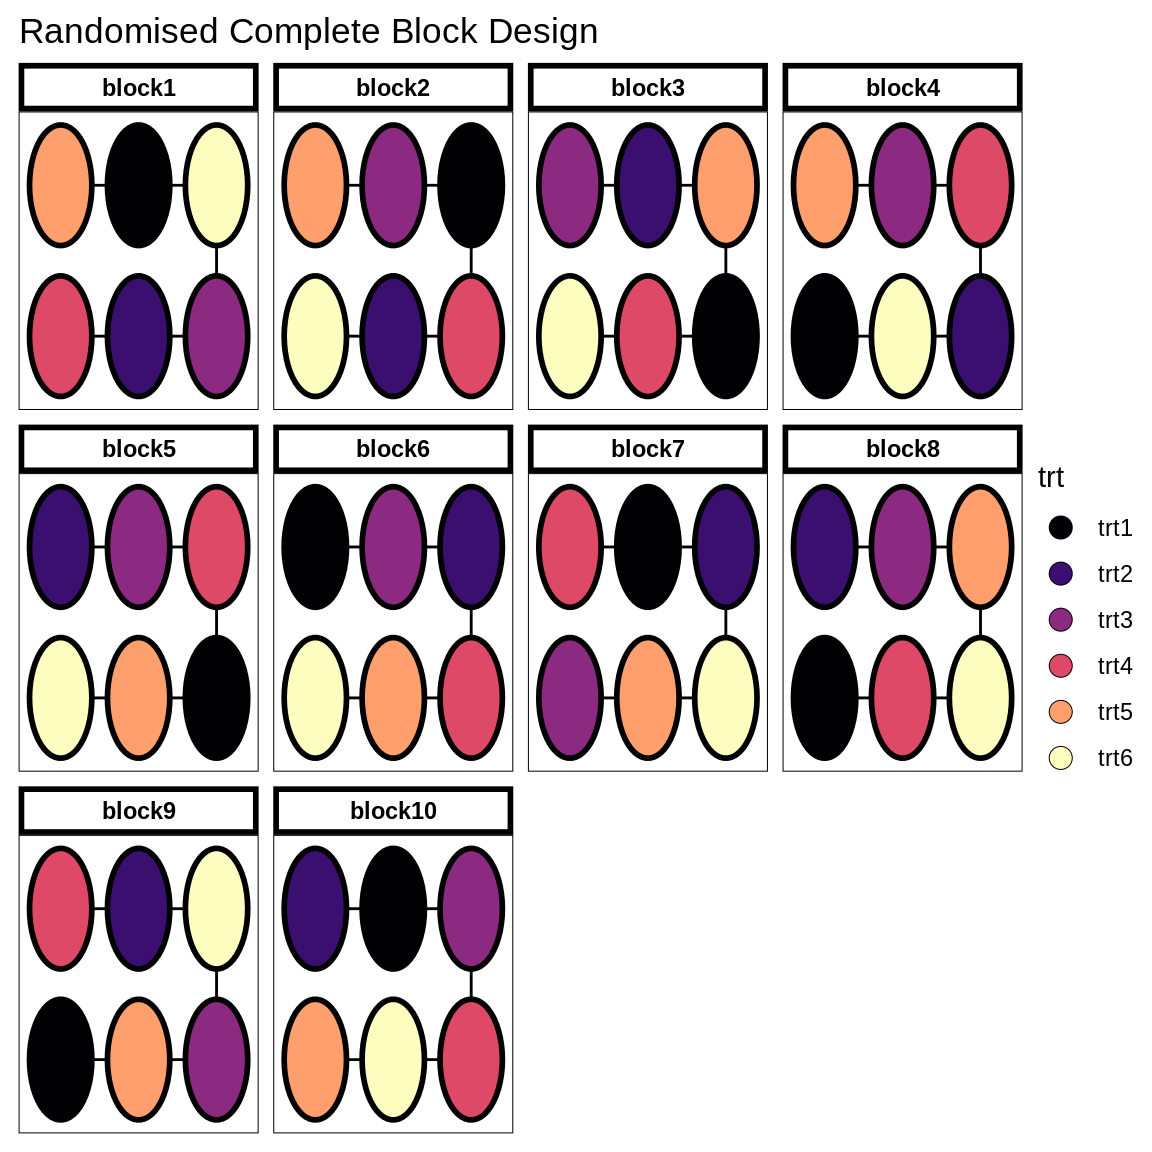 Randomised Complete Block Design
block1
block2
block3
block4
block5
block6
block7
block8
block9
block10
trt
trt1
trt2
trt3
trt4
trt5
trt6